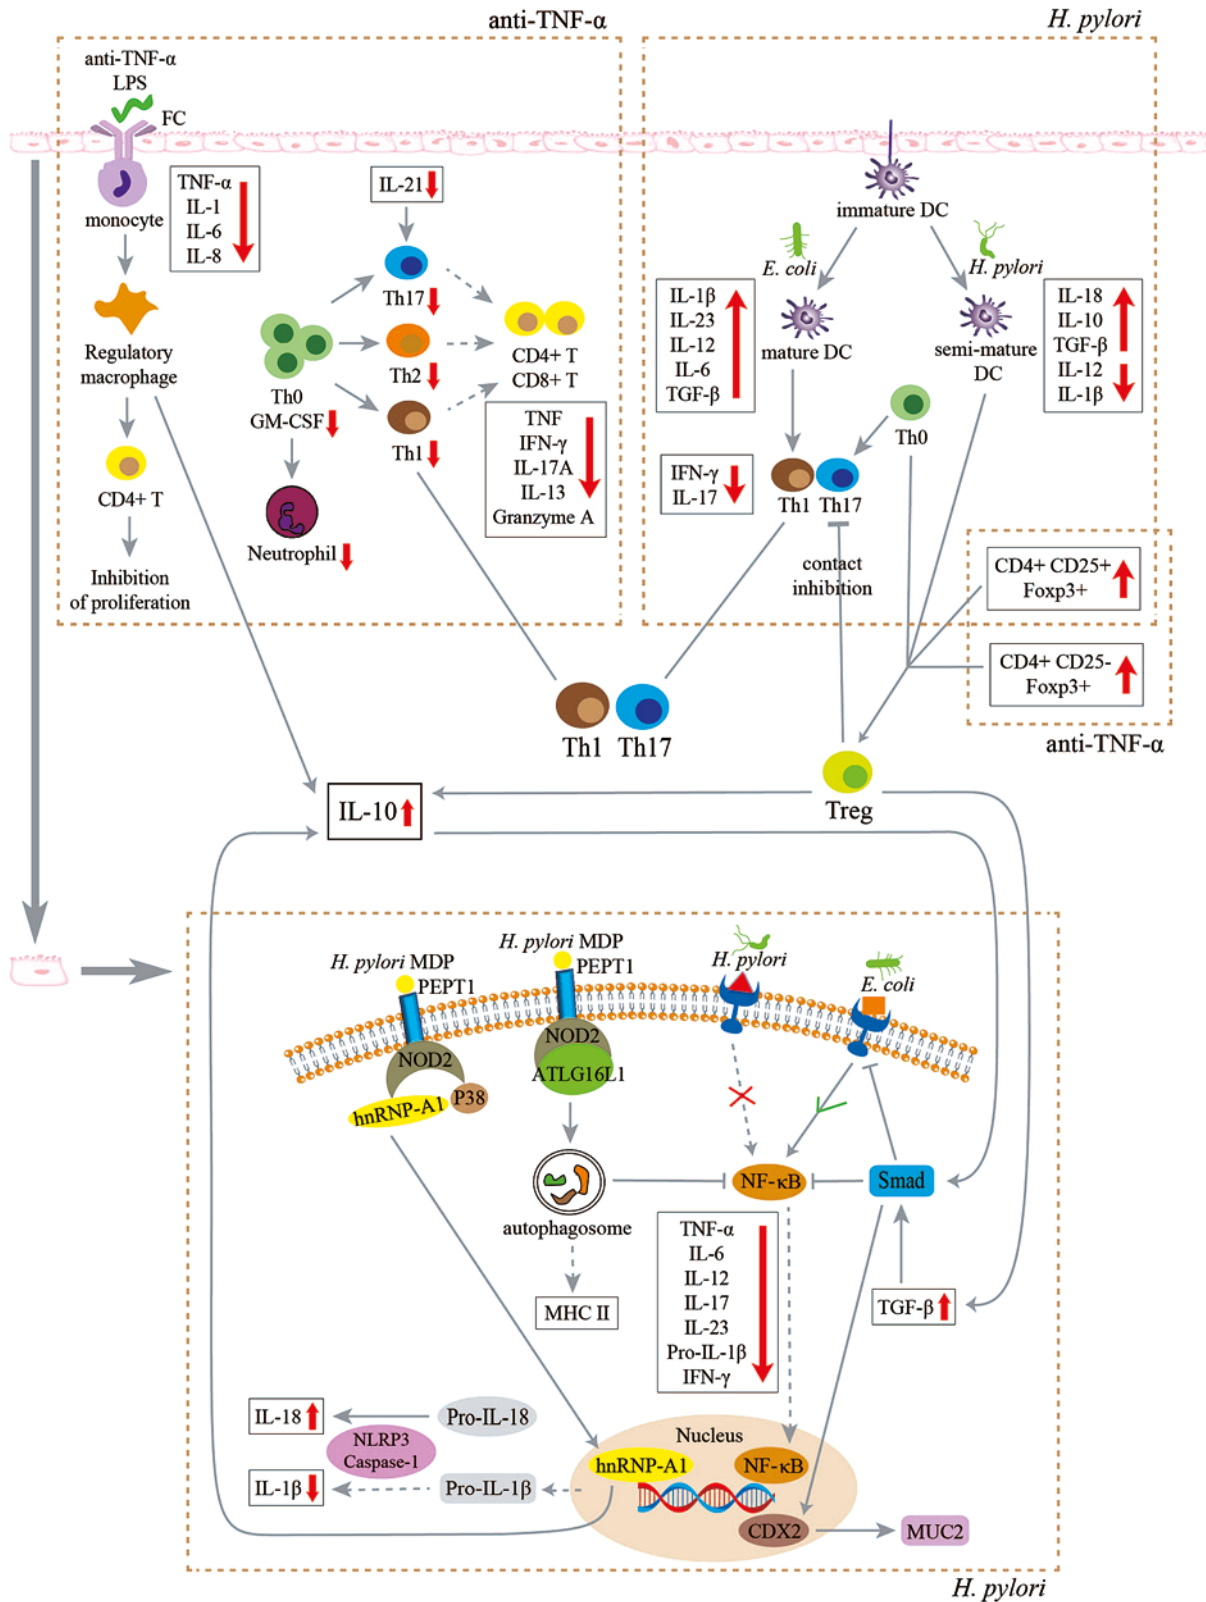 anti-TNF-α
H. pylori
anti-TNF-α
LPS
FC
monocyte
TNF-α
IL-1
IL-6
IL-8
IL-21
Regulatory
macrophage
CD4+ T
Inhibition
of proliferation
Th0
GM-CSF
Neutrophil
Th17
Th2
Th1
CD4+ T
CD8+ T
TNF
IFN-γ
IL-17A
IL-13
Granzyme A
immature DC
E. coli
H. pylori
IL-1β
IL-23
IL-12
IL-6
TGF-β
mature DC
semi-mature
DC
IL-18
IL-10
TGF-β
IL-12
IL-1β
Th0
IFN-γ
IL-17
Th1
Th17
contact
inhibition
CD4+ CD25+
Foxp3+
CD4+ CD25-
Foxp3+
anti-TNF-α
Th1
Th17
Treg
IL-10
H. pylori MDP
PEPT1
H. pylori MDP
PEPT1
H. pylori
E. coli
NOD2
hnRNP-A1
P38
NOD2
ATLG16L1
autophagosome
MHC II
NF-κB
Smad
TNF-α
IL-6
IL-12
IL-17
IL-23
Pro-IL-1β
IFN-γ
TGF-β
IL-18
Pro-IL-18
NLRP3
Caspase-1
IL-1β
Pro-IL-1β
Nucleus
hnRNP-A1
NF-κB
CDX2
MUC2
H. pylori